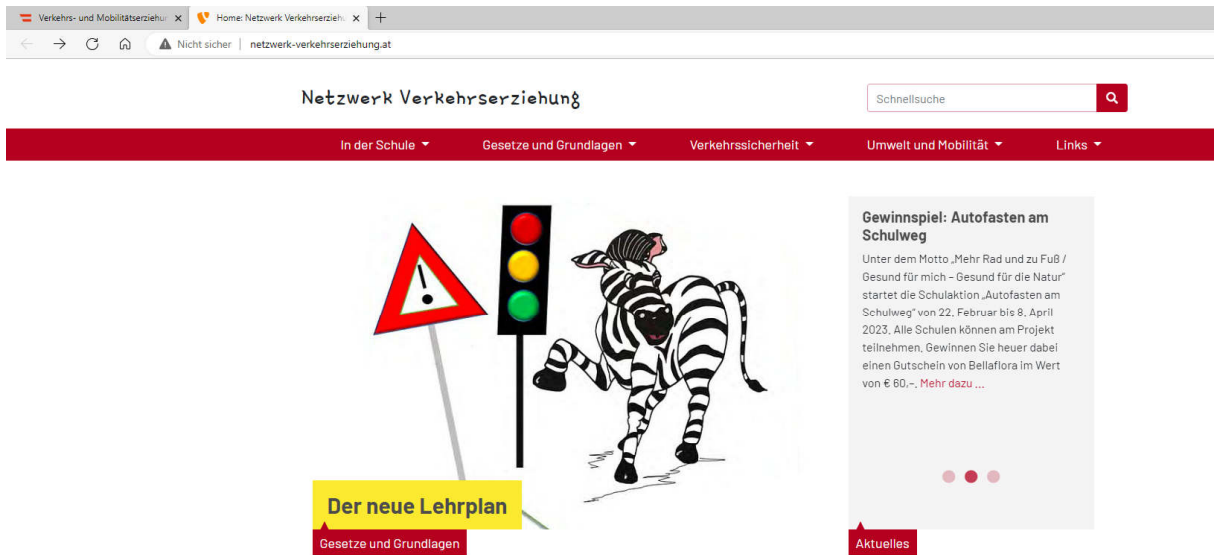 Verkehrs- und Mobilitätserziehun
Home: Netzwerk Verkehrserziehu
Nicht sicher | netzwerk-verkehrserziehung.at
Netzwerk Verkehrserziehung
Schnellsuche
In der Schule
Gesetze und Grundlagen
Verkehrssicherheit
Umwelt und Mobilität
Links
Gewinnspiel: Autofasten am
Schulweg
Unter dem Motto „Mehr Rad und zu Fuß /
Gesund für mich – Gesund für die Natur"
startet die Schulaktion „Autofasten am
Schulweg" von 22. Februar bis 8. April
2023. Alle Schulen können am Projekt
teilnehmen. Gewinnen Sie heuer dabei
einen Gutschein von Bellaflora im Wert
von € 60,-. Mehr dazu ...
Der neue Lehrplan
Gesetze und Grundlagen
Aktuelles